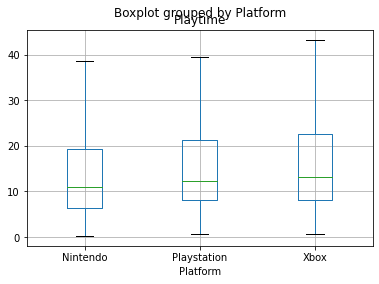 Boxplot grouped by Platform
Playtime
40
30
20
10
0
Nintendo
Playstation
Xbox
Platform